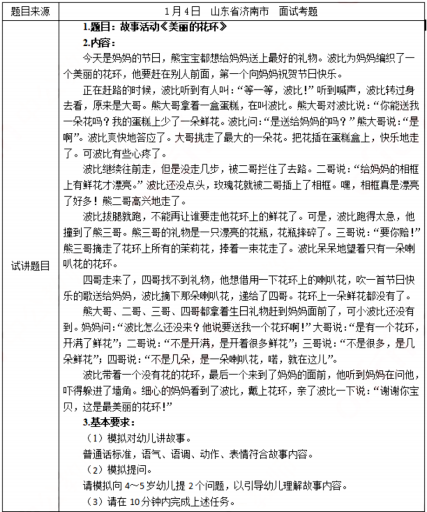 题目来源
1月4日 山东省济南市 面试考题
试讲题目
1.题目：故事活动《美丽的花环》
2.内容：
今天是妈妈的节日，熊宝宝都想给妈妈送上最好的礼物。波比为妈妈编织了一
个美丽的花环，他要赶在别人前面，第一个向妈妈祝贺节日快乐。
正在赶路的时候，波比听到有人叫：“等一等，波比！”听到喊声，波比转过身
去看，原来是大哥。熊大哥拿着一盒蛋糕，在叫波比。熊大哥对波比说：“你能送我
一朵花吗？我的蛋糕上少了一朵鲜花。波比问：“是送给妈妈的吗？”熊大哥说：“是
啊”。波比爽快地答应了。大哥挑走了最大的一朵花。把花插在蛋糕盒上，快乐地走
了。可波比有些心疼了。
波比继续往前走，但是没走几步，被二哥拦住了去路。二哥说：“给妈妈的相框
上有鲜花才漂亮。”波比还没点头，玫瑰花就被二哥插上了相框。嘿，相框真是漂亮
了好多！熊二哥高兴地走了。
波比拔腿就跑，不能再让谁要走他花环上的鲜花了。可是，波比跑得太急，他
撞到了熊三哥。熊三哥的礼物是一只漂亮的花瓶，花瓶摔碎了。三哥说：“要你赔！”
熊三哥摘走了花环上所有的茉莉花，捧着一束花走了。波比呆呆地望着只有一朵喇
叭花的花环。
四哥走来了，四哥找不到礼物，他想借用一下花环上的喇叭花，吹一首节日快
乐的歌送给妈妈，波比摘下那朵喇叭花，递给了四哥。花环上一朵鲜花都没有了。
熊大哥、二哥、三哥、四哥都拿着生日礼物赶到妈妈面前了，可小波比还没有
到。妈妈问：“波比怎么还没来？他说要送我一个花环啊！”大哥说：“是有一个花环，
开满了鲜花”；二哥说：“不是开满，是开着很多鲜花”；三哥说：“不是很多，是几
朵鲜花”；四哥说：“不是几朵，是一朵喇叭花，喏，就在这儿”。
波比带着一个没有花的花环，最后一个来到了妈妈的面前，他听到妈妈在问他，
吓得躲进了墙角。细心的妈妈看到了波比，戴上花环，亲了波比一下说：“谢谢你宝
贝，这是最美丽的花环！”
3.基本要求：
（1）模拟对幼儿讲故事。
普通话标准，语气、语调、动作、表情符合故事内容。
（2）模拟提问。
请模拟向4～5岁幼儿提2个问题，以引导幼儿理解故事内容。
（3）请在10分钟内完成上述任务。